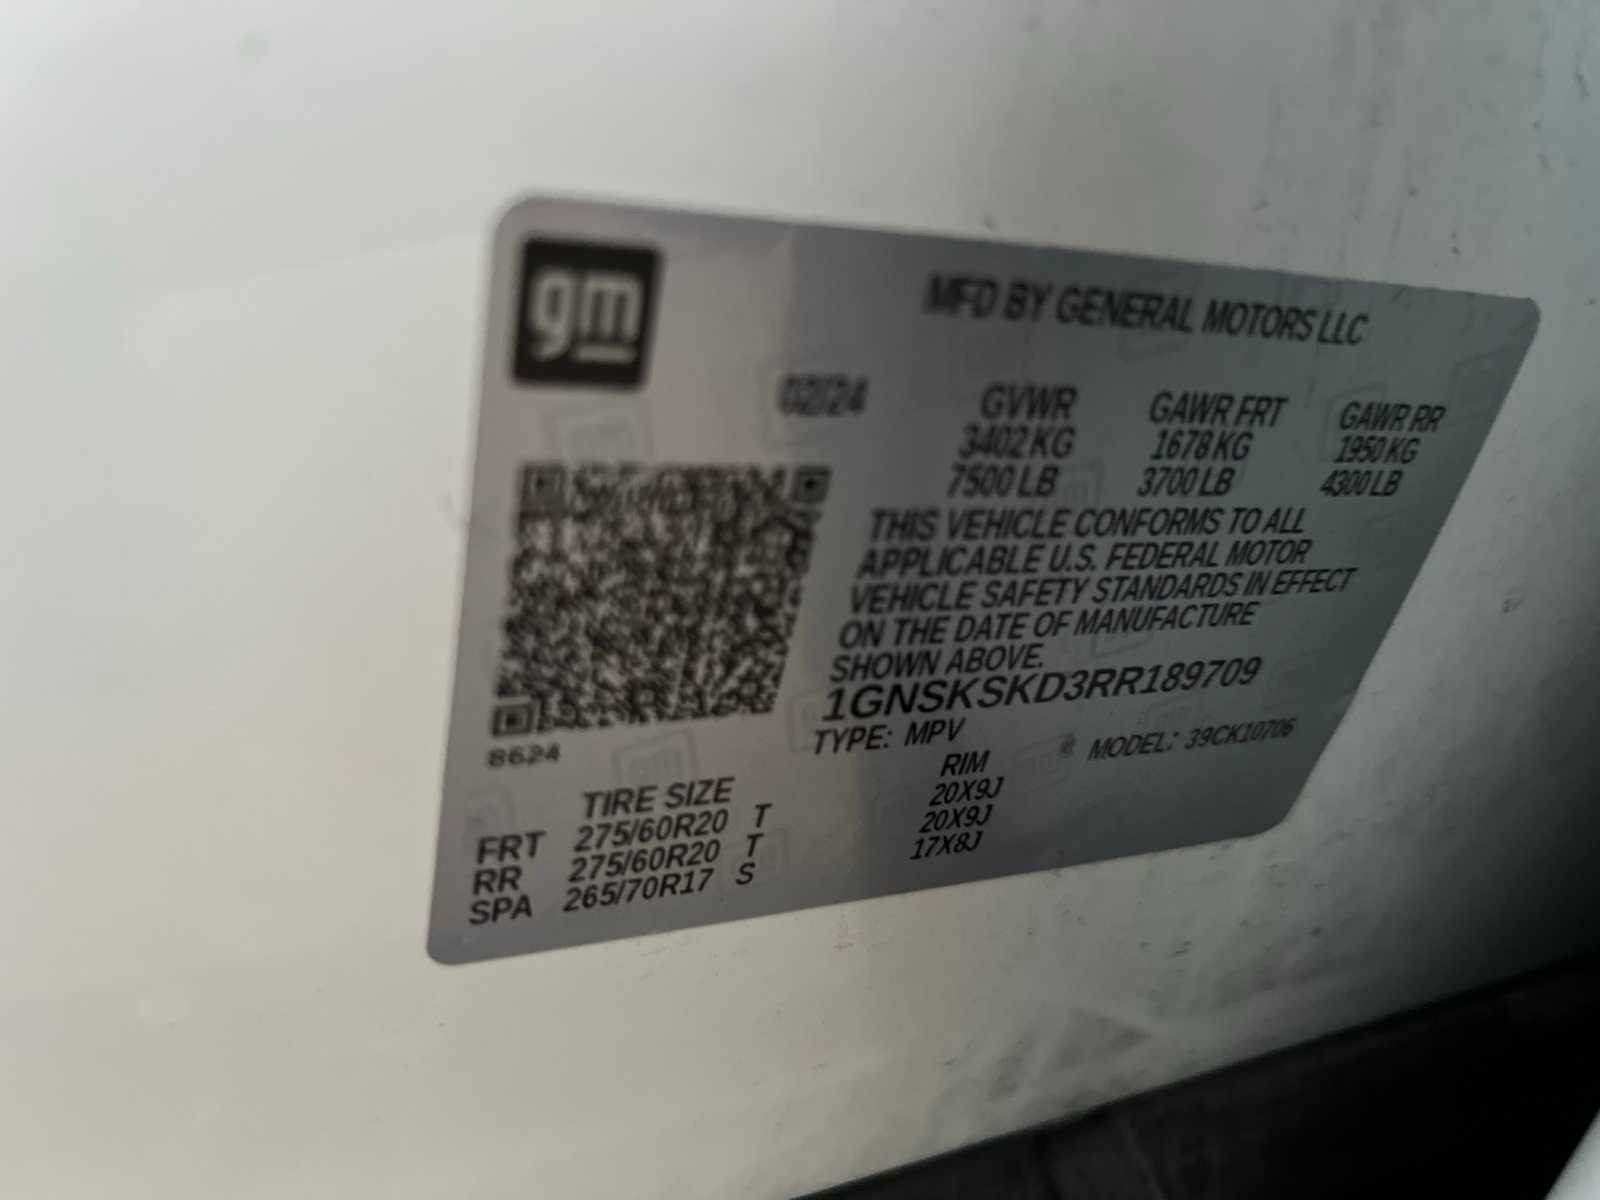 gm
MFD BY GENERAL MOTORS LLC
02/24 GVWR GAWR FRT GAWR RR
3402 KG 1678 KG 1950 KG
7500 LB 3700 LB 4300 LB
THIS VEHICLE CONFORMS TO ALL
APPLICABLE U.S. FEDERAL MOTOR
VEHICLE SAFETY STANDARDS IN EFFECT
ON THE DATE OF MANUFACTURE
SHOWN ABOVE.
1GNSKSKD3RR189709
8624
TYPE: MPV MODEL: 39CK10706
TIRE SIZE RIM
FRT 275/60R20 T 20X9J
RR 275/60R20 T 20X9J
SPA 265/70R17 S 17X8J